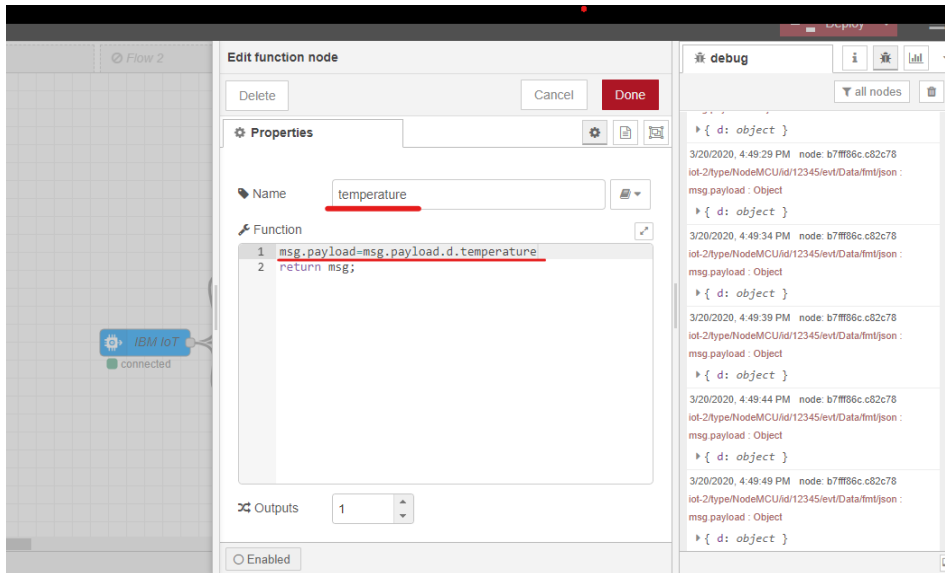 Deploy
Flow 2
Edit function node
Delete
Cancel
Done
Properties
Name
temperature
Function
1 msg.payload=msg.payload.d.temperature
2 return msg;
IBM IoT
connected
Outputs
1
Enabled
debug
i
all nodes
{ d: object }
3/20/2020, 4:49:29 PM node: b7fff86c.c82c78
iot-2/type/NodeMCU/id/12345/evt/Data/fmt/json :
msg.payload : Object
{ d: object }
3/20/2020, 4:49:34 PM node: b7fff86c.c82c78
iot-2/type/NodeMCU/id/12345/evt/Data/fmt/json :
msg.payload : Object
{ d: object }
3/20/2020, 4:49:39 PM node: b7fff86c.c82c78
iot-2/type/NodeMCU/id/12345/evt/Data/fmt/json :
msg.payload : Object
{ d: object }
3/20/2020, 4:49:44 PM node: b7fff86c.c82c78
iot-2/type/NodeMCU/id/12345/evt/Data/fmt/json :
msg.payload : Object
{ d: object }
3/20/2020, 4:49:49 PM node: b7fff86c.c82c78
iot-2/type/NodeMCU/id/12345/evt/Data/fmt/json :
msg.payload : Object
{ d: object }